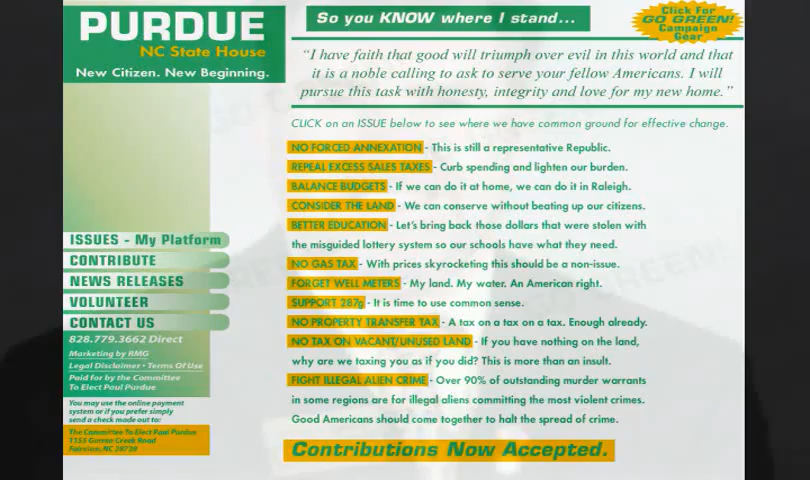 PURDUE
NC State House
New Citizen. New Beginning.
So you KNOW where I stand...
Click For
GO GREEN!
Campaign
Gear
“I have faith that good will triumph over evil in this world and that
it is a noble calling to ask to serve your fellow Americans. I will
pursue this task with honesty, integrity and love for my new home.”
CLICK on an ISSUE below to see where we have common ground for effective change.
NO FORCED ANNEXATION - This is still a representative Republic.
REPEAL EXCESS SALES TAXES - Curb spending and lighten our burden.
BALANCE BUDGETS - If we can do it at home, we can do it in Raleigh.
CONSIDER THE LAND - We can conserve without beating up our citizens.
BETTER EDUCATION - Let’s bring back those dollars that were stolen with
the misguided lottery system so our schools have what they need.
NO GAS TAX - With prices skyrocketing this should be a non-issue.
FORGET WELL METERS - My land. My water. An American right.
SUPPORT 287g - It is time to use common sense.
NO PROPERTY TRANSFER TAX - A tax on a tax on a tax. Enough already.
NO TAX ON VACANT/UNUSED LAND - If you have nothing on the land,
why are we taxing you as if you did? This is more than an insult.
FIGHT ILLEGAL ALIEN CRIME - Over 90% of outstanding murder warrants
in some regions are for illegal aliens committing the most violent crimes.
Good Americans should come together to halt the spread of crime.
Contributions Now Accepted.
ISSUES - My Platform
CONTRIBUTE
NEWS RELEASES
VOLUNTEER
CONTACT US
828.779.3662 Direct
Marketing by RMG
Legal Disclaimer • Terms Of Use
Paid for by the Committee
To Elect Paul Purdue
You may use the online payment
system or if you prefer simply
send a check made out to:
The Committee To Elect Paul Purdue
1155 Garren Creek Road
Fairview, NC 28730